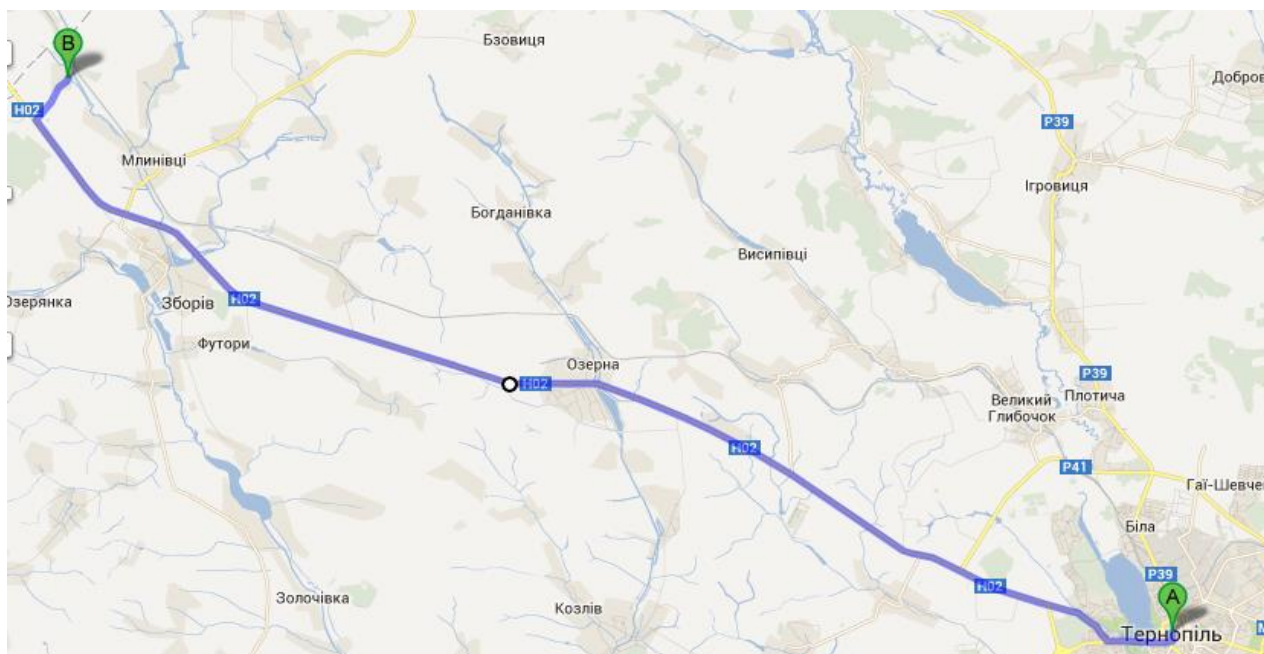 B
Бзовиця
H02
Добров
P39
Млинівці
Ігровиця
Богданівка
Висипівці
Озерянка
Зборів
H02
Футори
Озерна
H02
P39
Великий
Глибочок
Плотича
H02
P41
Гаї-Шевчен
Біла
P39
H02
A
Золочівка
Козлів
Тернопіль
M